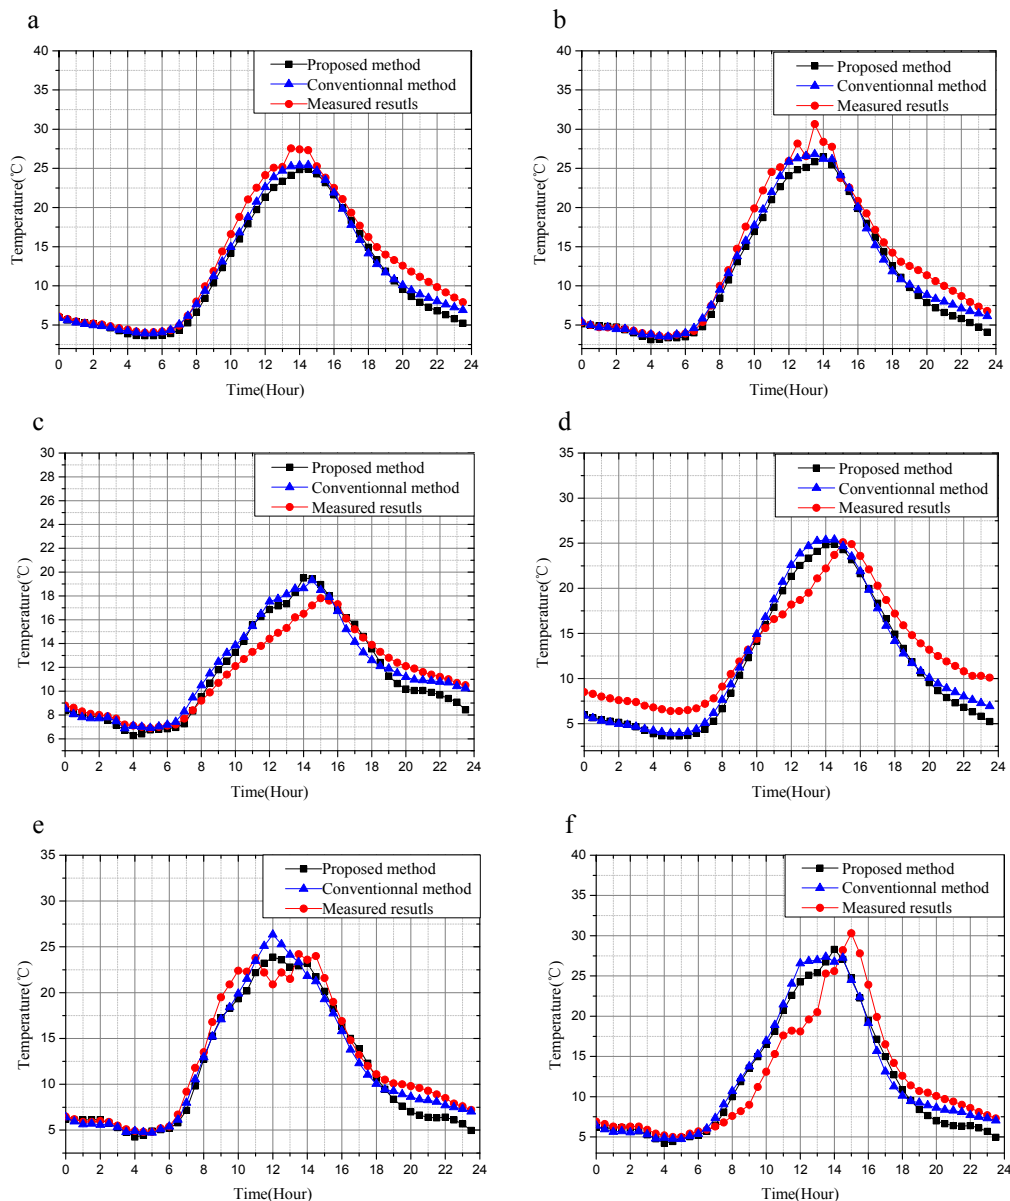 a
40
35
30
25
20
15
10
5
0 2 4 6 8 10 12 14 16 18 20 22 24
Temperature(℃)
Time(Hour)
Proposed method
Conventionnal method
Measured resutls
b
40
35
30
25
20
15
10
5
0 2 4 6 8 10 12 14 16 18 20 22 24
Temperature(℃)
Time(Hour)
Proposed method
Conventionnal method
Measured resutls
c
30
28
26
24
22
20
18
16
14
12
10
8
6
0 2 4 6 8 10 12 14 16 18 20 22 24
Temperature(℃)
Time(Hour)
Proposed method
Conventionnal method
Measured resutls
d
35
30
25
20
15
10
5
0 2 4 6 8 10 12 14 16 18 20 22 24
Temperature(℃)
Time(Hour)
Proposed method
Conventionnal method
Measured resutls
e
35
30
25
20
15
10
5
0 2 4 6 8 10 12 14 16 18 20 22 24
Temperature(℃)
Time(Hour)
Proposed method
Conventionnal method
Measured resutls
f
40
35
30
25
20
15
10
5
0 2 4 6 8 10 12 14 16 18 20 22 24
Temperature(℃)
Time(Hour)
Proposed method
Conventionnal method
Measured resutls